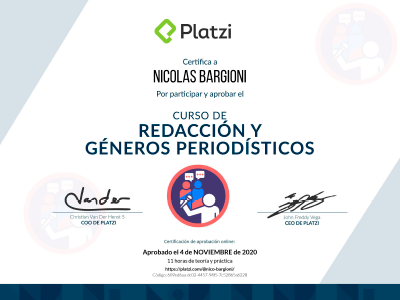 Platzi
Certifica a
NICOLAS BARGIONI
Por participar y aprobar el
CURSO DE
REDACCIÓN Y
GÉNEROS PERIODÍSTICOS
Christian Van Der Henst S
COO DE PLATZI
John Freddy Vega
CEO DE PLATZI
Certificación de aprobación online:
Aprobado el 4 de NOVIEMBRE de 2020
11 horas de teoría y práctica
https://platzi.com/@nico-bargioni/
Código: